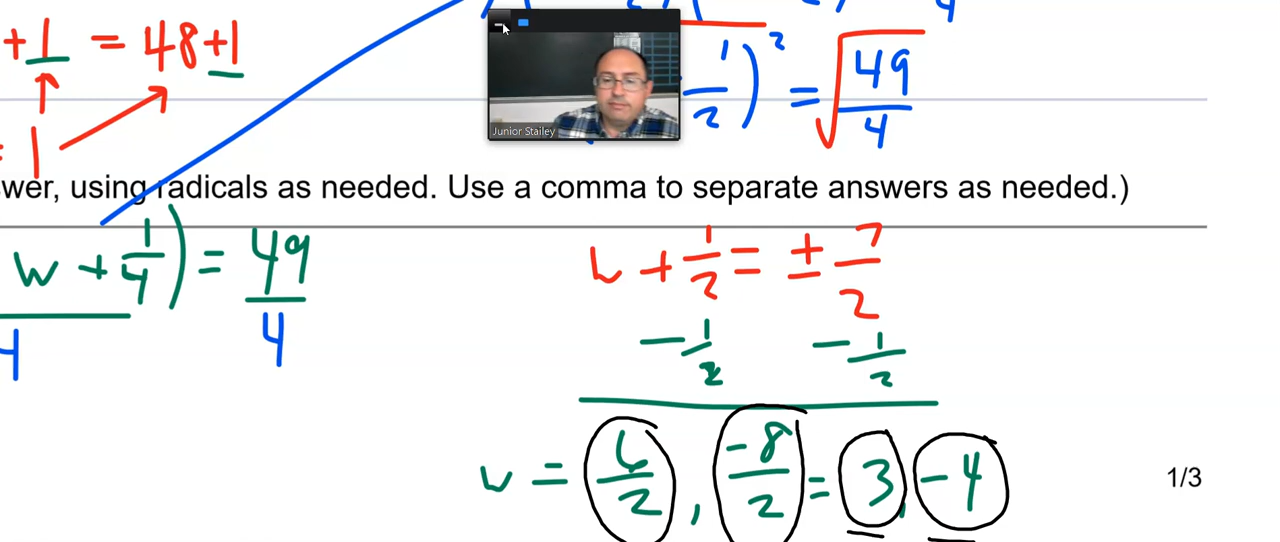 +1 = 48+1
1/2)² = √49/4
= 1
Junior Stailey
wer, using radicals as needed. Use a comma to separate answers as needed.)
w + 1/4) = 49/4
4
w + 1/2 = ± 7/2
- 1/2 - 1/2
w = 6/2, -8/2 = 3, -4
1/3